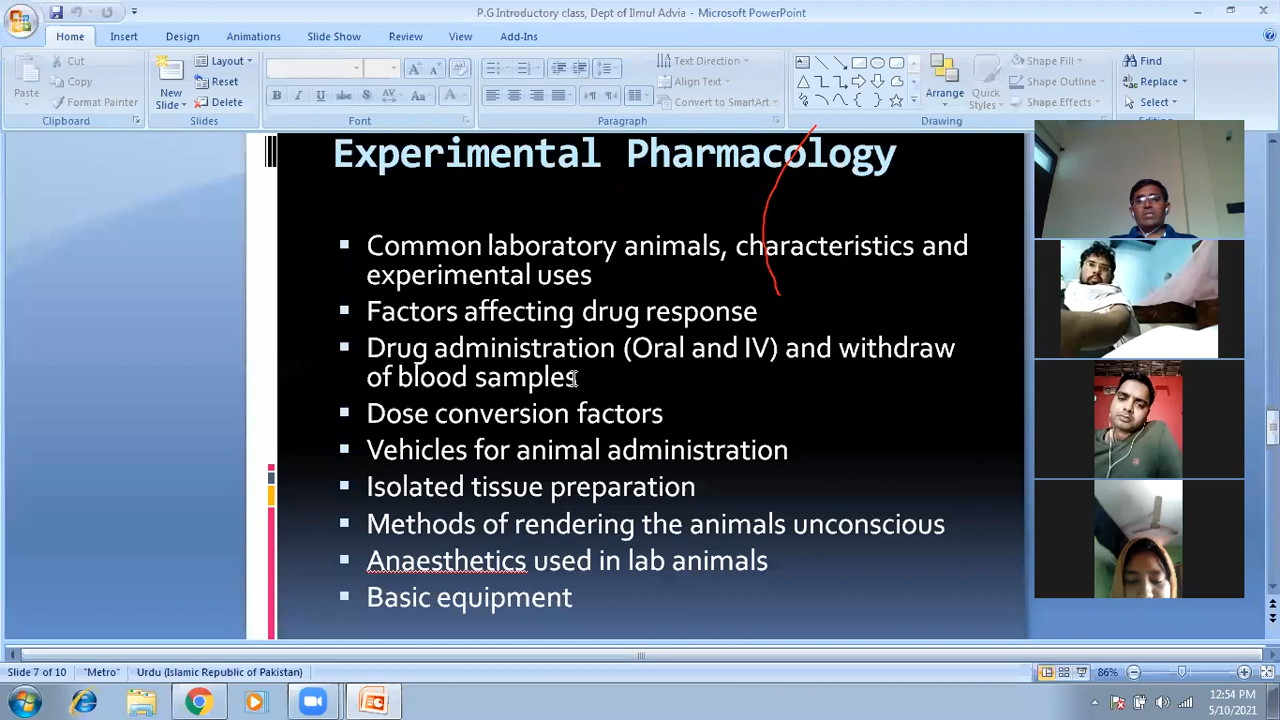 P.G Introductory class, Dept of Ilmul Advia - Microsoft PowerPoint
Home Insert Design Animations Slide Show Review View Add-Ins
Paste
Cut
Copy
Format Painter
Clipboard
New Slide
Layout
Reset
Delete
Slides
B I U abc S AV Aa A
Font
Text Direction
Align Text
Convert to SmartArt
Paragraph
Arrange
Quick Styles
Shape Fill
Shape Outline
Shape Effects
Drawing
Find
Replace
Select
Experimental Pharmacology
Common laboratory animals, characteristics and
experimental uses
Factors affecting drug response
Drug administration (Oral and IV) and withdraw
of blood samples
Dose conversion factors
Vehicles for animal administration
Isolated tissue preparation
Methods of rendering the animals unconscious
Anaesthetics used in lab animals
Basic equipment
Slide 7 of 10 "Metro" Urdu (Islamic Republic of Pakistan) 86%
12:54 PM
5/10/2021